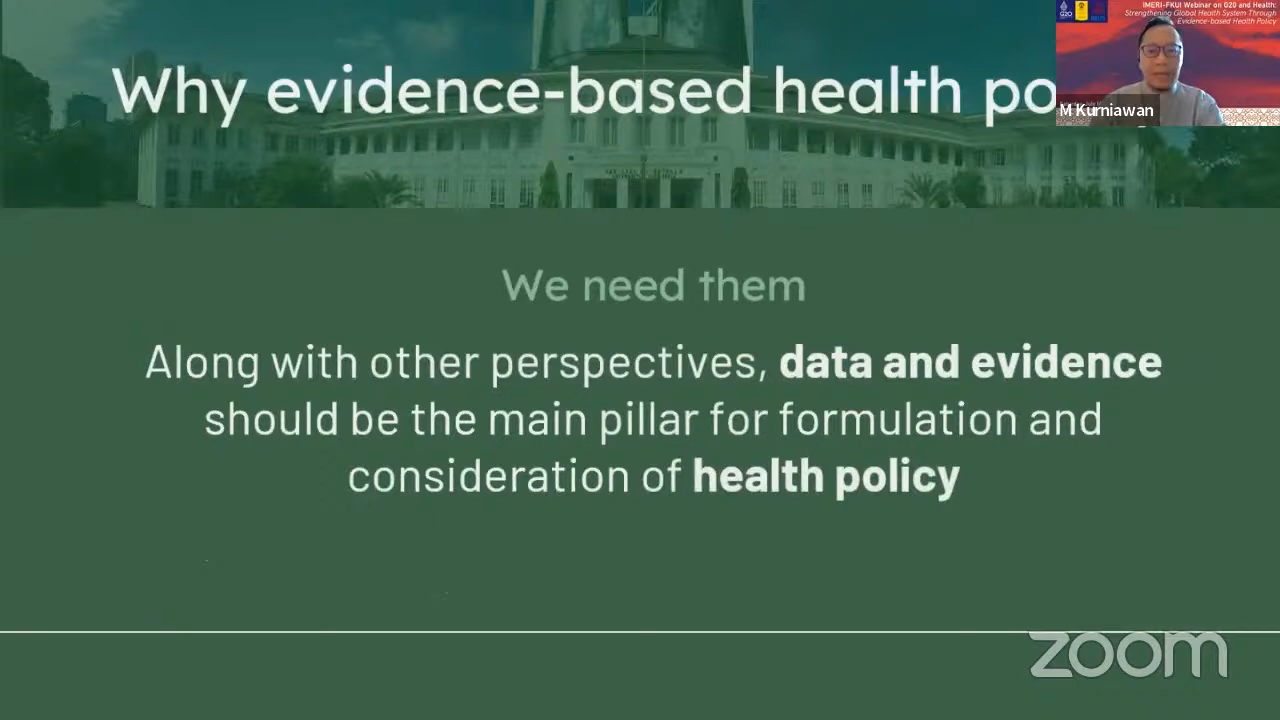 Why evidence-based health po
IMERI-FKUI Webinar on G20 and Health:
Strengthening Global Health System Through
Evidence-based Health Policy
G20
M Kurniawan
We need them
Along with other perspectives, data and evidence
should be the main pillar for formulation and
consideration of health policy
zoom